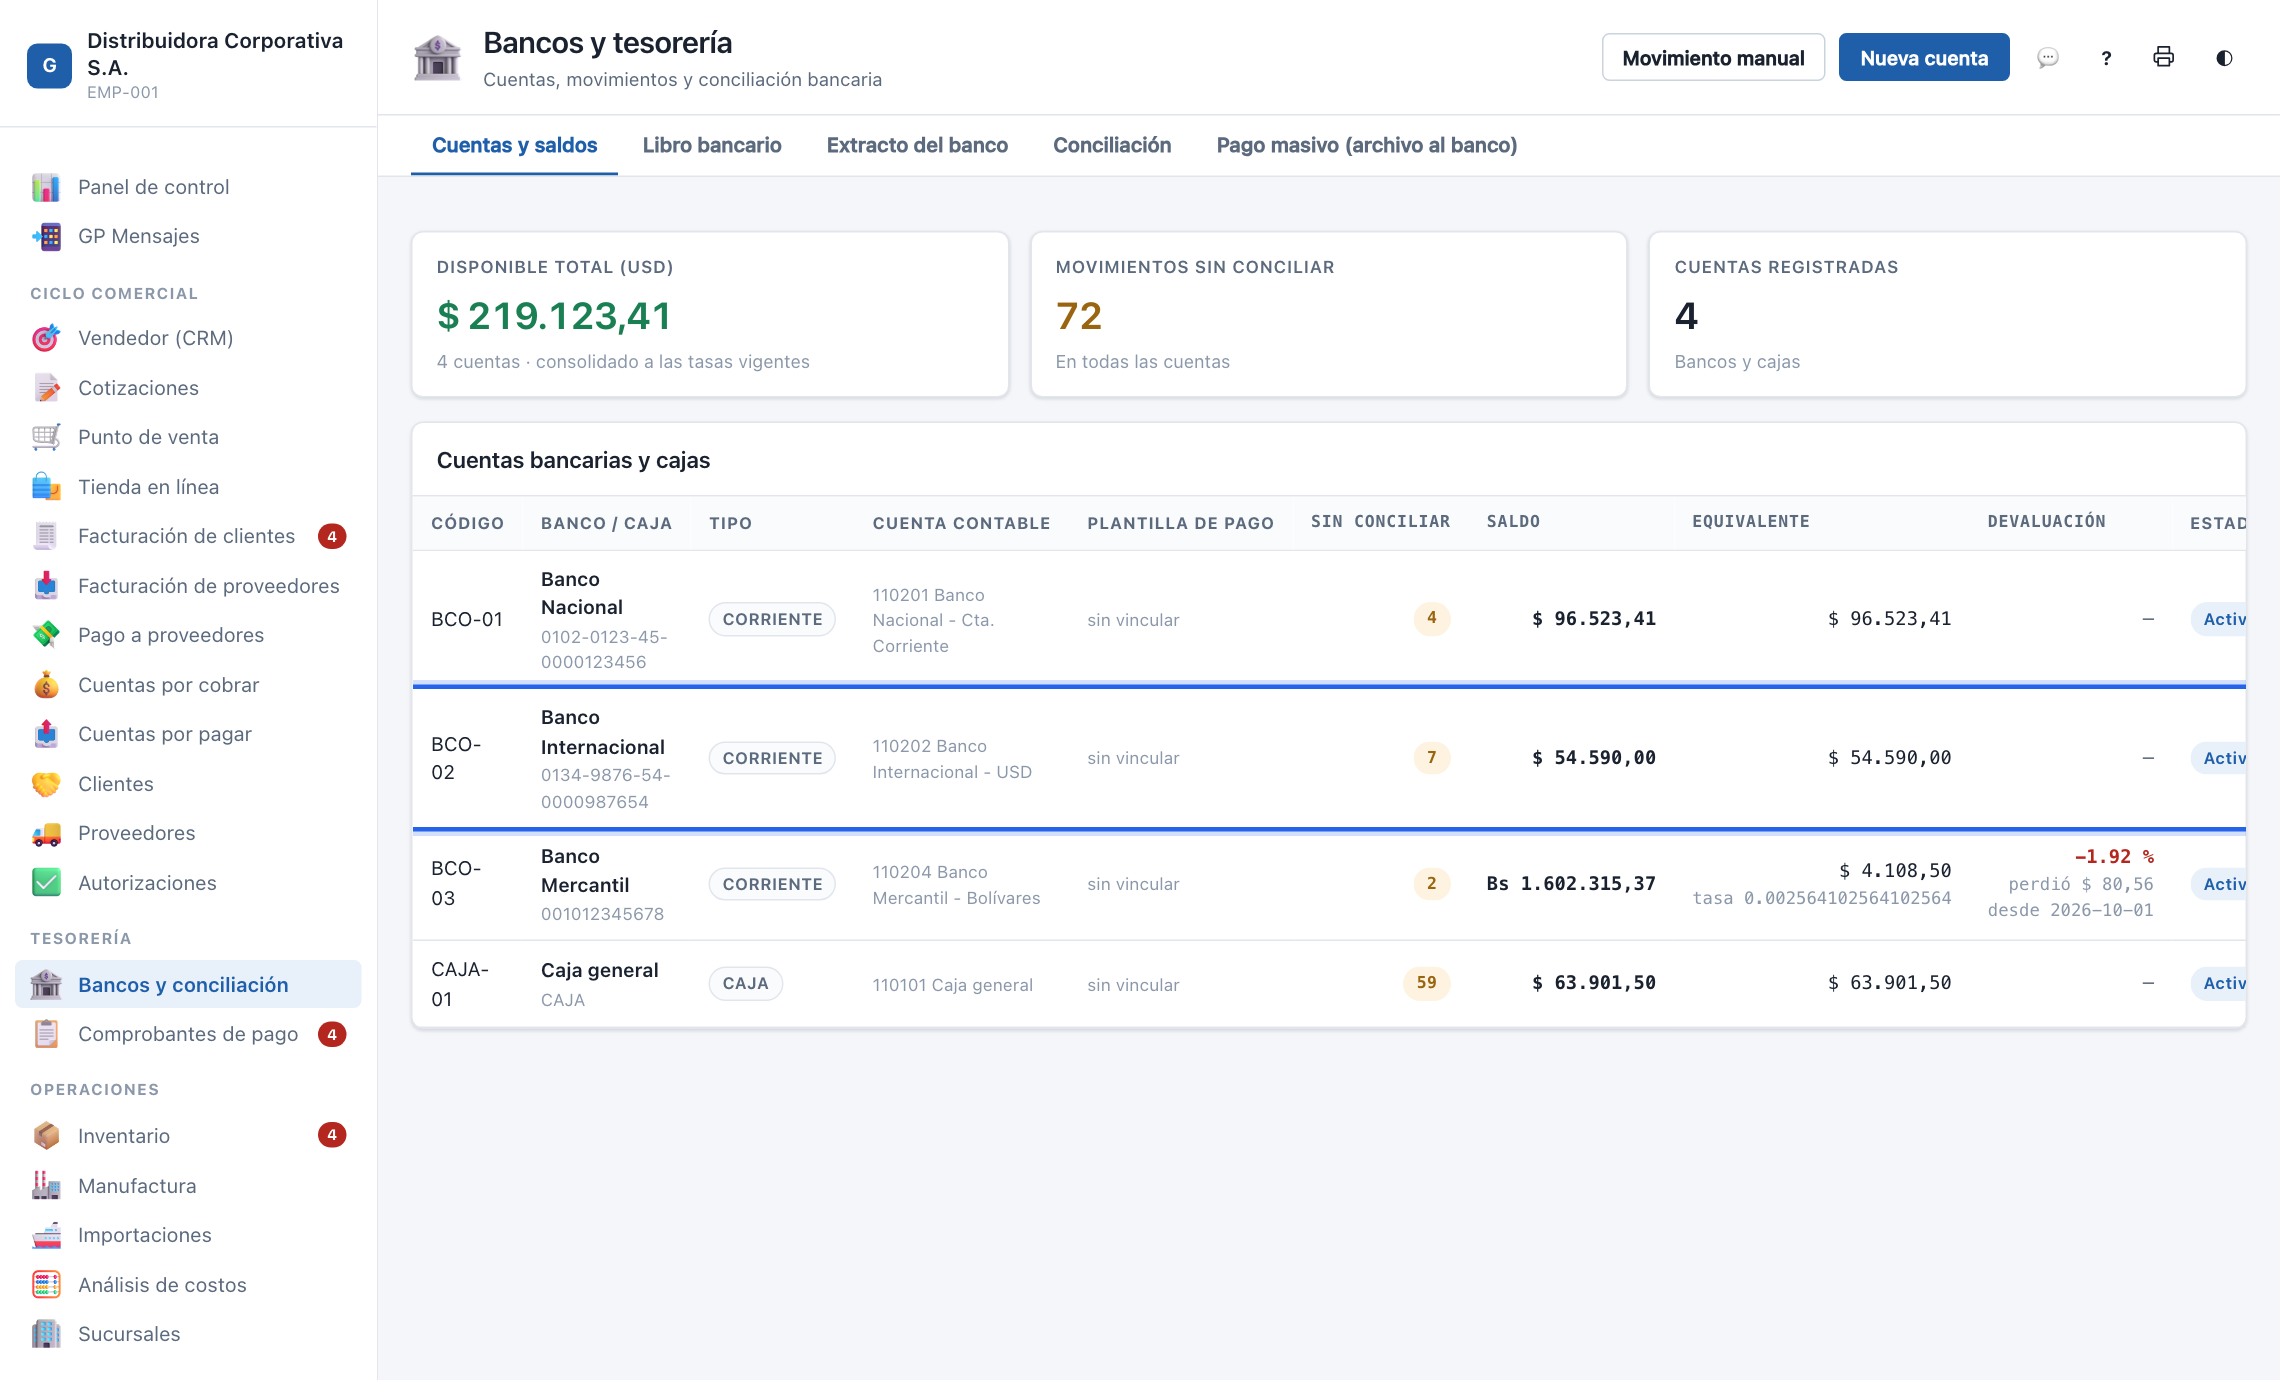 G
Distribuidora Corporativa
S.A.
EMP-001
Panel de control
GP Mensajes
CICLO COMERCIAL
Vendedor (CRM)
Cotizaciones
Punto de venta
Tienda en línea
Facturación de clientes 4
Facturación de proveedores
Pago a proveedores
Cuentas por cobrar
Cuentas por pagar
Clientes
Proveedores
Autorizaciones
TESORERÍA
Bancos y conciliación
Comprobantes de pago 4
OPERACIONES
Inventario 4
Manufactura
Importaciones
Análisis de costos
Sucursales
Bancos y tesorería
Cuentas, movimientos y conciliación bancaria
Movimiento manual Nueva cuenta ?
Cuentas y saldos Libro bancario Extracto del banco Conciliación Pago masivo (archivo al banco)
DISPONIBLE TOTAL (USD)
$ 219.123,41
4 cuentas · consolidado a las tasas vigentes
MOVIMIENTOS SIN CONCILIAR
72
En todas las cuentas
CUENTAS REGISTRADAS
4
Bancos y cajas
Cuentas bancarias y cajas
CÓDIGO BANCO / CAJA TIPO CUENTA CONTABLE PLANTILLA DE PAGO SIN CONCILIAR SALDO EQUIVALENTE DEVALUACIÓN ESTAD
BCO-01
Banco
Nacional
0102-0123-45-
0000123456
CORRIENTE
110201 Banco
Nacional - Cta.
Corriente
sin vincular
4
$ 96.523,41
$ 96.523,41
—
Activ
BCO-
02
Banco
Internacional
0134-9876-54-
0000987654
CORRIENTE
110202 Banco
Internacional - USD
sin vincular
7
$ 54.590,00
$ 54.590,00
—
Activ
BCO-
03
Banco
Mercantil
001012345678
CORRIENTE
110204 Banco
Mercantil - Bolívares
sin vincular
2
Bs 1.602.315,37
$ 4.108,50
tasa 0.002564102564102564
−1.92 %
perdió $ 80,56
desde 2026-10-01
Activ
CAJA-
01
Caja general
CAJA
CAJA
110101 Caja general
sin vincular
59
$ 63.901,50
$ 63.901,50
—
Activ